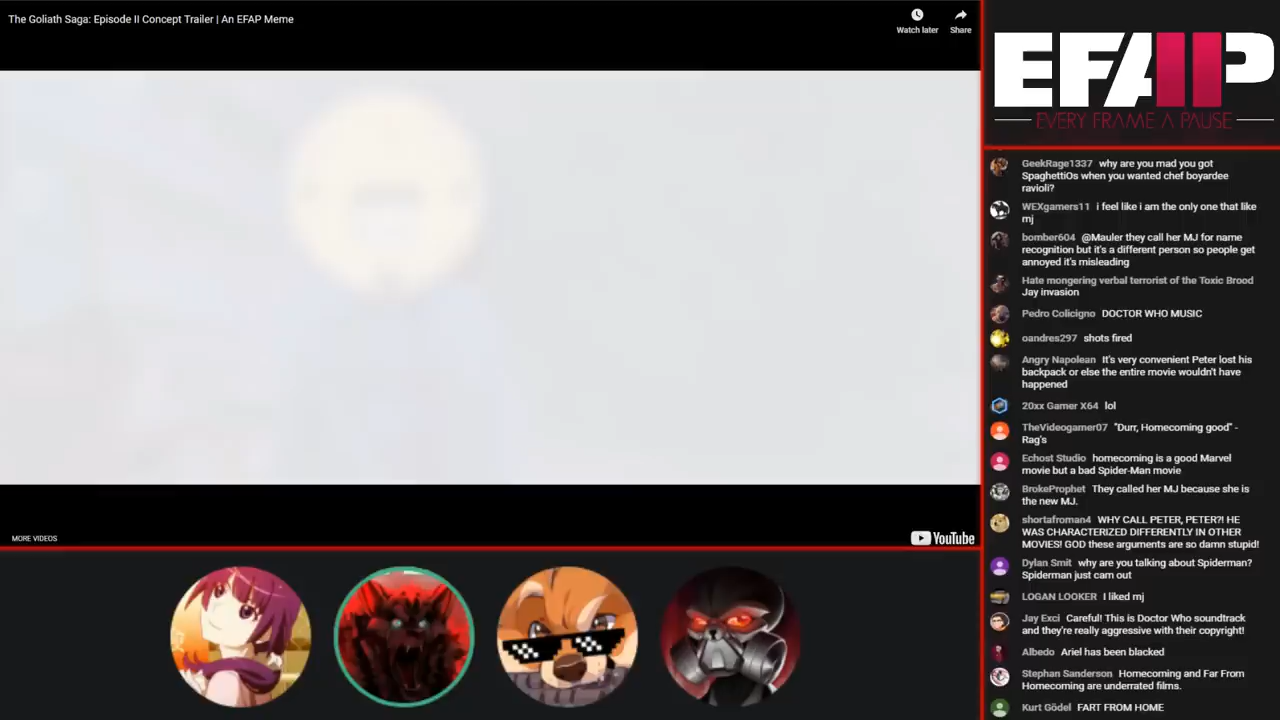 The Goliath Saga: Episode II Concept Trailer | An EFAP Meme
Watch later
Share
MORE VIDEOS
YouTube
EFAP
EVERY FRAME A PAUSE
GeekRage1337 why are you mad you got
SpaghettiOs when you wanted chef boyardee
ravioli?
WEXgamers11 i feel like i am the only one that like
mj
bomber604 @Mauler they call her MJ for name
recognition but it's a different person so people get
annoyed it's misleading
Hate mongering verbal terrorist of the Toxic Brood
Jay invasion
Pedro Colicigno DOCTOR WHO MUSIC
oandres297 shots fired
Angry Napolean It's very convenient Peter lost his
backpack or else the entire movie wouldn't have
happened
20xx Gamer X64 lol
TheVideogamer07 "Durr, Homecoming good" -
Rag's
Echost Studio homecoming is a good Marvel
movie but a bad Spider-Man movie
BrokeProphet They called her MJ because she is
the new MJ.
shortafroman4 WHY CALL PETER, PETER?! HE
WAS CHARACTERIZED DIFFERENTLY IN OTHER
MOVIES! GOD these arguments are so damn stupid!
Dylan Smit why are you talking about Spiderman?
Spiderman just cam out
LOGAN LOOKER I liked mj
Jay Exci Careful! This is Doctor Who soundtrack
and they're really aggressive with their copyright!
Albedo Ariel has been blacked
Stephan Sanderson Homecoming and Far From
Homecoming are underrated films.
Kurt Gödel FART FROM HOME